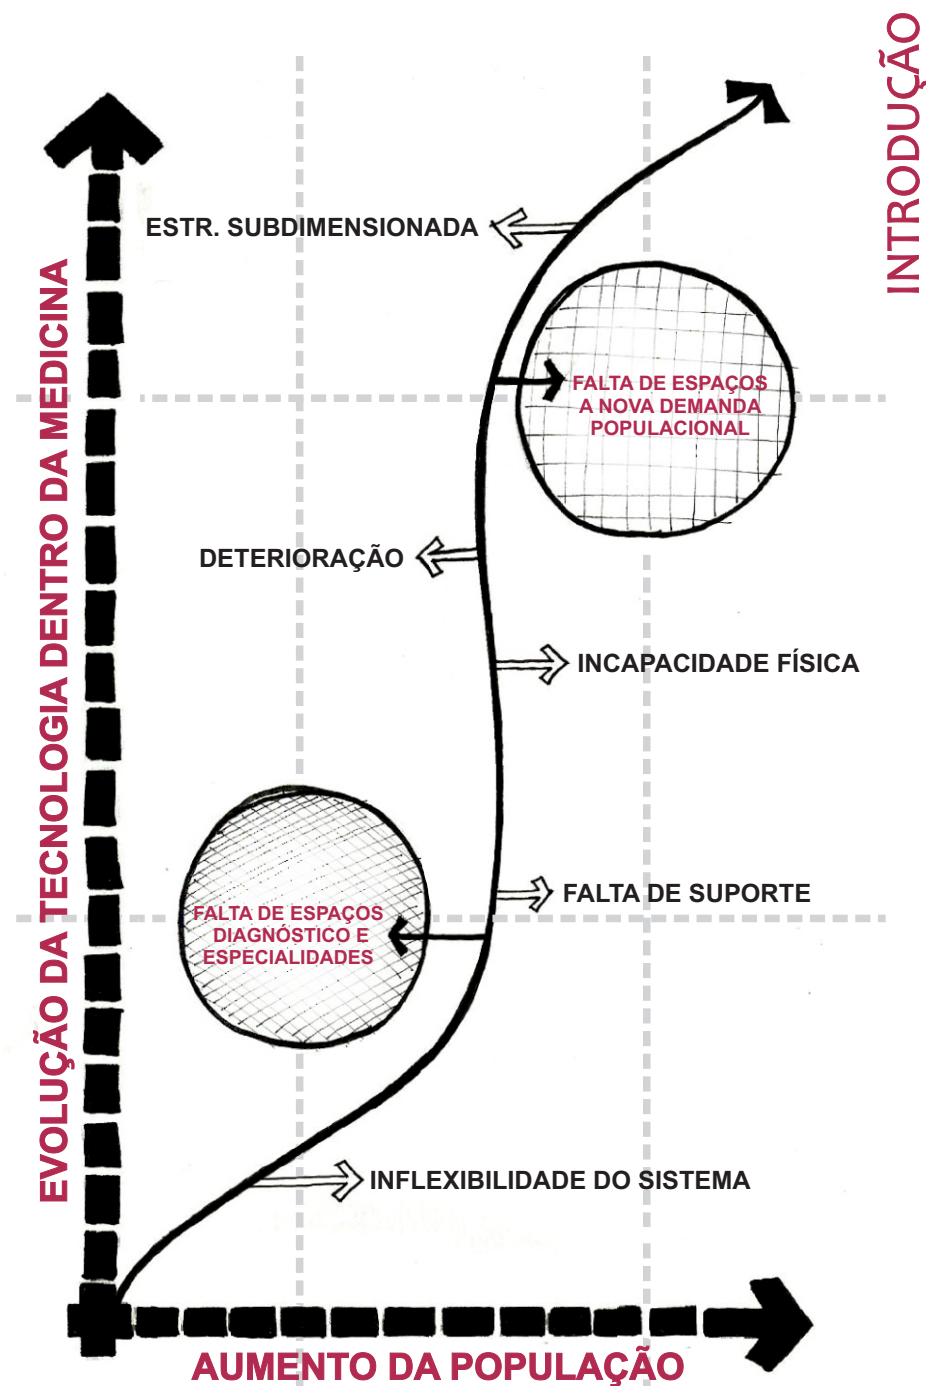 INTRODUÇÃO
ESTR. SUBDIMENSIONADA
FALTA DE ESPAÇOS
A NOVA DEMANDA
POPULACIONAL
DETERIORAÇÃO
INCAPACIDADE FÍSICA
FALTA DE SUPORTE
FALTA DE ESPAÇOS
DIAGNÓSTICO E
ESPECIALIDADES
INFLEXIBILIDADE DO SISTEMA
EVOLUÇÃO DA TECNOLOGIA DENTRO DA MEDICINA
AUMENTO DA POPULAÇÃO